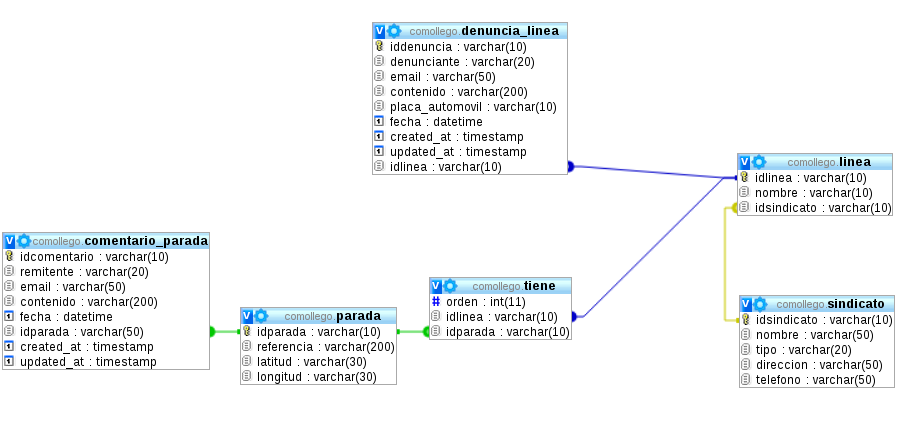 comollego.denuncia_linea
iddenuncia : varchar(10)
denunciante : varchar(20)
email : varchar(50)
contenido : varchar(200)
placa_automovil : varchar(10)
fecha : datetime
created_at : timestamp
updated_at : timestamp
idlinea : varchar(10)
comollego.linea
idlinea : varchar(10)
nombre : varchar(10)
idsindicato : varchar(10)
comollego.comentario_parada
idcomentario : varchar(10)
remitente : varchar(20)
email : varchar(50)
contenido : varchar(200)
fecha : datetime
idparada : varchar(50)
created_at : timestamp
updated_at : timestamp
comollego.parada
idparada : varchar(10)
referencia : varchar(200)
latitud : varchar(30)
longitud : varchar(30)
comollego.tiene
# orden : int(11)
idlinea : varchar(10)
idparada : varchar(10)
comollego.sindicato
idsindicato : varchar(10)
nombre : varchar(50)
tipo : varchar(20)
direccion : varchar(50)
telefono : varchar(50)